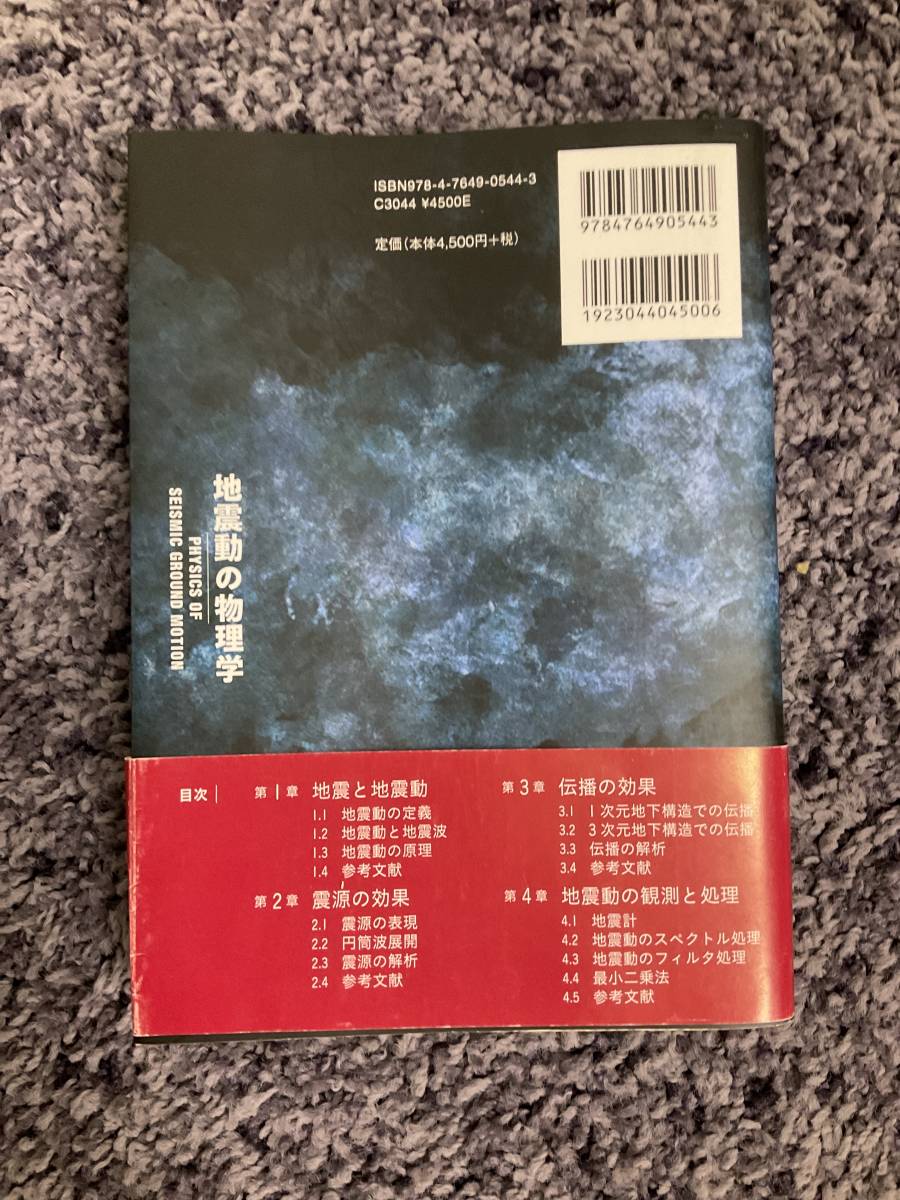 ISBN978-4-7649-0544-3
C3044 ¥4500E
定価(本体4,500円+税)
9784764905443
1923044045006
地震動の物理学
PHYSICS OF
SEISMIC GROUND MOTION
目次
第1章 地震と地震動
1.1 地震動の定義
1.2 地震動と地震波
1.3 地震動の原理
1.4 参考文献
第2章 震源の効果
2.1 震源の表現
2.2 円筒波展開
2.3 震源の解析
2.4 参考文献
第3章 伝播の効果
3.1 1次元地下構造での伝播
3.2 3次元地下構造での伝播
3.3 伝播の解析
3.4 参考文献
第4章 地震動の観測と処理
4.1 地震計
4.2 地震動のスペクトル処理
4.3 地震動のフィルタ処理
4.4 最小二乗法
4.5 参考文献